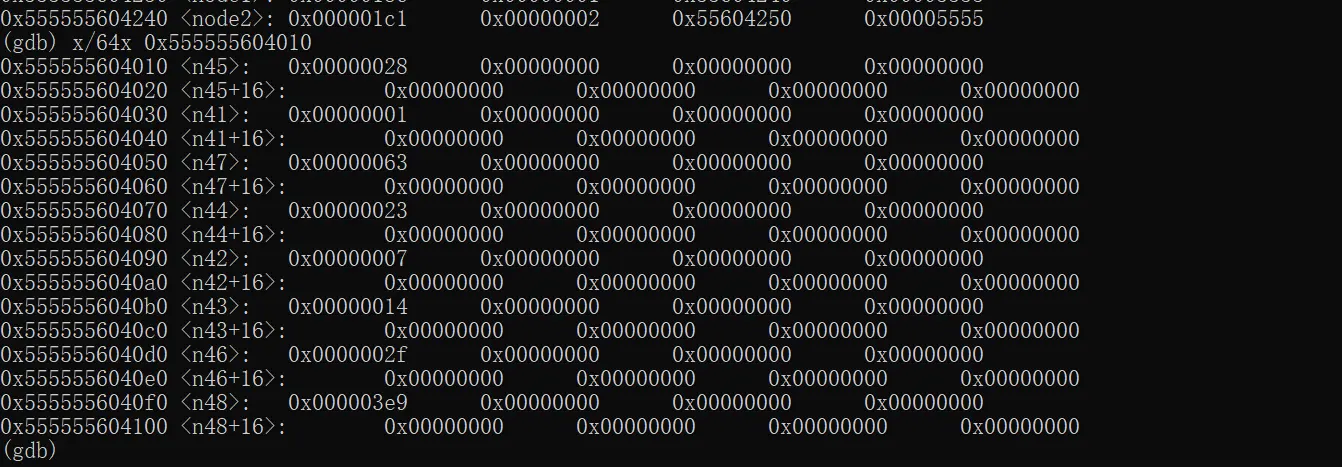 0x555555604240 <node2>: 0x000001c1 0x00000002 0x55604250 0x00005555
(gdb) x/64x 0x555555604010
0x555555604010 <n45>: 0x00000028 0x00000000 0x00000000 0x00000000
0x555555604020 <n45+16>: 0x00000000 0x00000000 0x00000000 0x00000000
0x555555604030 <n41>: 0x00000001 0x00000000 0x00000000 0x00000000
0x555555604040 <n41+16>: 0x00000000 0x00000000 0x00000000 0x00000000
0x555555604050 <n47>: 0x00000063 0x00000000 0x00000000 0x00000000
0x555555604060 <n47+16>: 0x00000000 0x00000000 0x00000000 0x00000000
0x555555604070 <n44>: 0x00000023 0x00000000 0x00000000 0x00000000
0x555555604080 <n44+16>: 0x00000000 0x00000000 0x00000000 0x00000000
0x555555604090 <n42>: 0x00000007 0x00000000 0x00000000 0x00000000
0x5555556040a0 <n42+16>: 0x00000000 0x00000000 0x00000000 0x00000000
0x5555556040b0 <n43>: 0x00000014 0x00000000 0x00000000 0x00000000
0x5555556040c0 <n43+16>: 0x00000000 0x00000000 0x00000000 0x00000000
0x5555556040d0 <n46>: 0x0000002f 0x00000000 0x00000000 0x00000000
0x5555556040e0 <n46+16>: 0x00000000 0x00000000 0x00000000 0x00000000
0x5555556040f0 <n48>: 0x000003e9 0x00000000 0x00000000 0x00000000
0x555555604100 <n48+16>: 0x00000000 0x00000000 0x00000000 0x00000000
(gdb)